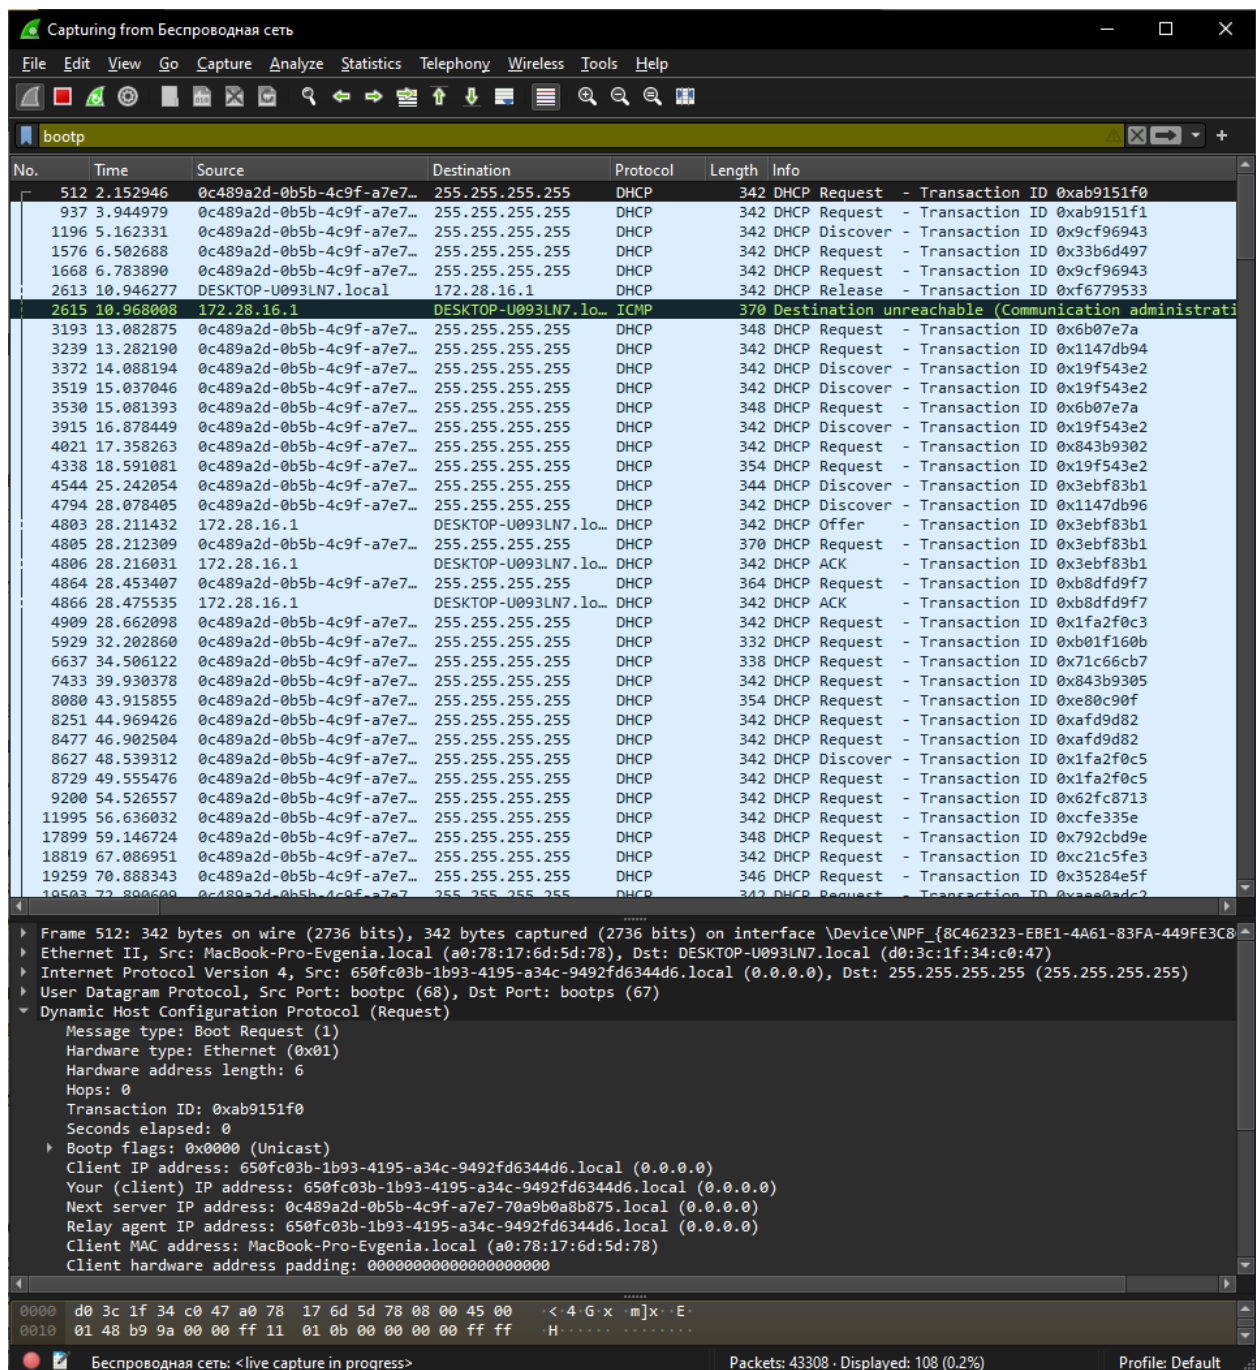 Capturing from Беспроводная сеть
File Edit View Go Capture Analyze Statistics Telephony Wireless Tools Help
bootp
No. Time Source Destination Protocol Length Info
512 2.152946 0c489a2d-0b5b-4c9f-a7e7… 255.255.255.255 DHCP 342 DHCP Request - Transaction ID 0xab9151f0
937 3.944979 0c489a2d-0b5b-4c9f-a7e7… 255.255.255.255 DHCP 342 DHCP Request - Transaction ID 0xab9151f1
1196 5.162331 0c489a2d-0b5b-4c9f-a7e7… 255.255.255.255 DHCP 342 DHCP Discover - Transaction ID 0x9cf96943
1576 6.502688 0c489a2d-0b5b-4c9f-a7e7… 255.255.255.255 DHCP 342 DHCP Request - Transaction ID 0x33b6d497
1668 6.783890 0c489a2d-0b5b-4c9f-a7e7… 255.255.255.255 DHCP 342 DHCP Request - Transaction ID 0x9cf96943
2613 10.946277 DESKTOP-U093LN7.local 172.28.16.1 DHCP 342 DHCP Release - Transaction ID 0xf6779533
2615 10.968008 172.28.16.1 DESKTOP-U093LN7.lo… ICMP 370 Destination unreachable (Communication administrati
3193 13.082875 0c489a2d-0b5b-4c9f-a7e7… 255.255.255.255 DHCP 348 DHCP Request - Transaction ID 0x6b07e7a
3239 13.282190 0c489a2d-0b5b-4c9f-a7e7… 255.255.255.255 DHCP 342 DHCP Request - Transaction ID 0x1147db94
3372 14.088194 0c489a2d-0b5b-4c9f-a7e7… 255.255.255.255 DHCP 342 DHCP Discover - Transaction ID 0x19f543e2
3519 15.037046 0c489a2d-0b5b-4c9f-a7e7… 255.255.255.255 DHCP 342 DHCP Discover - Transaction ID 0x19f543e2
3530 15.081393 0c489a2d-0b5b-4c9f-a7e7… 255.255.255.255 DHCP 348 DHCP Request - Transaction ID 0x6b07e7a
3915 16.878449 0c489a2d-0b5b-4c9f-a7e7… 255.255.255.255 DHCP 342 DHCP Discover - Transaction ID 0x19f543e2
4021 17.358263 0c489a2d-0b5b-4c9f-a7e7… 255.255.255.255 DHCP 342 DHCP Request - Transaction ID 0x843b9302
4338 18.591081 0c489a2d-0b5b-4c9f-a7e7… 255.255.255.255 DHCP 354 DHCP Request - Transaction ID 0x19f543e2
4544 25.242054 0c489a2d-0b5b-4c9f-a7e7… 255.255.255.255 DHCP 344 DHCP Discover - Transaction ID 0x3ebf83b1
4794 28.078405 0c489a2d-0b5b-4c9f-a7e7… 255.255.255.255 DHCP 342 DHCP Discover - Transaction ID 0x1147db96
4803 28.211432 172.28.16.1 DESKTOP-U093LN7.lo… DHCP 342 DHCP Offer - Transaction ID 0x3ebf83b1
4805 28.212309 0c489a2d-0b5b-4c9f-a7e7… 255.255.255.255 DHCP 370 DHCP Request - Transaction ID 0x3ebf83b1
4806 28.216031 172.28.16.1 DESKTOP-U093LN7.lo… DHCP 342 DHCP ACK - Transaction ID 0x3ebf83b1
4864 28.453407 0c489a2d-0b5b-4c9f-a7e7… 255.255.255.255 DHCP 364 DHCP Request - Transaction ID 0xb8dfd9f7
4866 28.475535 172.28.16.1 DESKTOP-U093LN7.lo… DHCP 342 DHCP ACK - Transaction ID 0xb8dfd9f7
4909 28.662098 0c489a2d-0b5b-4c9f-a7e7… 255.255.255.255 DHCP 342 DHCP Request - Transaction ID 0x1fa2f0c3
5929 32.202860 0c489a2d-0b5b-4c9f-a7e7… 255.255.255.255 DHCP 332 DHCP Request - Transaction ID 0xb01f160b
6637 34.506122 0c489a2d-0b5b-4c9f-a7e7… 255.255.255.255 DHCP 338 DHCP Request - Transaction ID 0x71c66cb7
7433 39.930378 0c489a2d-0b5b-4c9f-a7e7… 255.255.255.255 DHCP 342 DHCP Request - Transaction ID 0x843b9305
8080 43.915855 0c489a2d-0b5b-4c9f-a7e7… 255.255.255.255 DHCP 354 DHCP Request - Transaction ID 0xe80c90f
8251 44.969426 0c489a2d-0b5b-4c9f-a7e7… 255.255.255.255 DHCP 342 DHCP Request - Transaction ID 0xafd9d82
8477 46.902504 0c489a2d-0b5b-4c9f-a7e7… 255.255.255.255 DHCP 342 DHCP Request - Transaction ID 0xafd9d82
8627 48.539312 0c489a2d-0b5b-4c9f-a7e7… 255.255.255.255 DHCP 342 DHCP Discover - Transaction ID 0x1fa2f0c5
8729 49.555476 0c489a2d-0b5b-4c9f-a7e7… 255.255.255.255 DHCP 342 DHCP Request - Transaction ID 0x1fa2f0c5
9200 54.526557 0c489a2d-0b5b-4c9f-a7e7… 255.255.255.255 DHCP 342 DHCP Request - Transaction ID 0x62fc8713
11995 56.636032 0c489a2d-0b5b-4c9f-a7e7… 255.255.255.255 DHCP 342 DHCP Request - Transaction ID 0xcfe335e
17899 59.146724 0c489a2d-0b5b-4c9f-a7e7… 255.255.255.255 DHCP 348 DHCP Request - Transaction ID 0x792cbd9e
18819 67.086951 0c489a2d-0b5b-4c9f-a7e7… 255.255.255.255 DHCP 342 DHCP Request - Transaction ID 0xc21c5fe3
19259 70.888343 0c489a2d-0b5b-4c9f-a7e7… 255.255.255.255 DHCP 346 DHCP Request - Transaction ID 0x35284e5f
19503 72.890609 0c489a2d-0b5b-4c9f-a7e7 255.255.255.255 DHCP 342 DHCP Request - Transaction ID 0xaee0adc2
Frame 512: 342 bytes on wire (2736 bits), 342 bytes captured (2736 bits) on interface \Device\NPF_{8C462323-EBE1-4A61-83FA-449FE3C8
Ethernet II, Src: MacBook-Pro-Evgenia.local (a0:78:17:6d:5d:78), Dst: DESKTOP-U093LN7.local (d0:3c:1f:34:c0:47)
Internet Protocol Version 4, Src: 650fc03b-1b93-4195-a34c-9492fd6344d6.local (0.0.0.0), Dst: 255.255.255.255 (255.255.255.255)
User Datagram Protocol, Src Port: bootpc (68), Dst Port: bootps (67)
Dynamic Host Configuration Protocol (Request)
Message type: Boot Request (1)
Hardware type: Ethernet (0x01)
Hardware address length: 6
Hops: 0
Transaction ID: 0xab9151f0
Seconds elapsed: 0
Bootp flags: 0x0000 (Unicast)
Client IP address: 650fc03b-1b93-4195-a34c-9492fd6344d6.local (0.0.0.0)
Your (client) IP address: 650fc03b-1b93-4195-a34c-9492fd6344d6.local (0.0.0.0)
Next server IP address: 0c489a2d-0b5b-4c9f-a7e7-70a9b0a8b875.local (0.0.0.0)
Relay agent IP address: 650fc03b-1b93-4195-a34c-9492fd6344d6.local (0.0.0.0)
Client MAC address: MacBook-Pro-Evgenia.local (a0:78:17:6d:5d:78)
Client hardware address padding: 00000000000000000000
0000 d0 3c 1f 34 c0 47 a0 78 17 6d 5d 78 08 00 45 00 ·<·4·G·x ·m]x··E·
0010 01 48 b9 9a 00 00 ff 11 01 0b 00 00 00 00 ff ff ·H······ ········
Беспроводная сеть: <live capture in progress> Packets: 43308 · Displayed: 108 (0.2%) Profile: Default